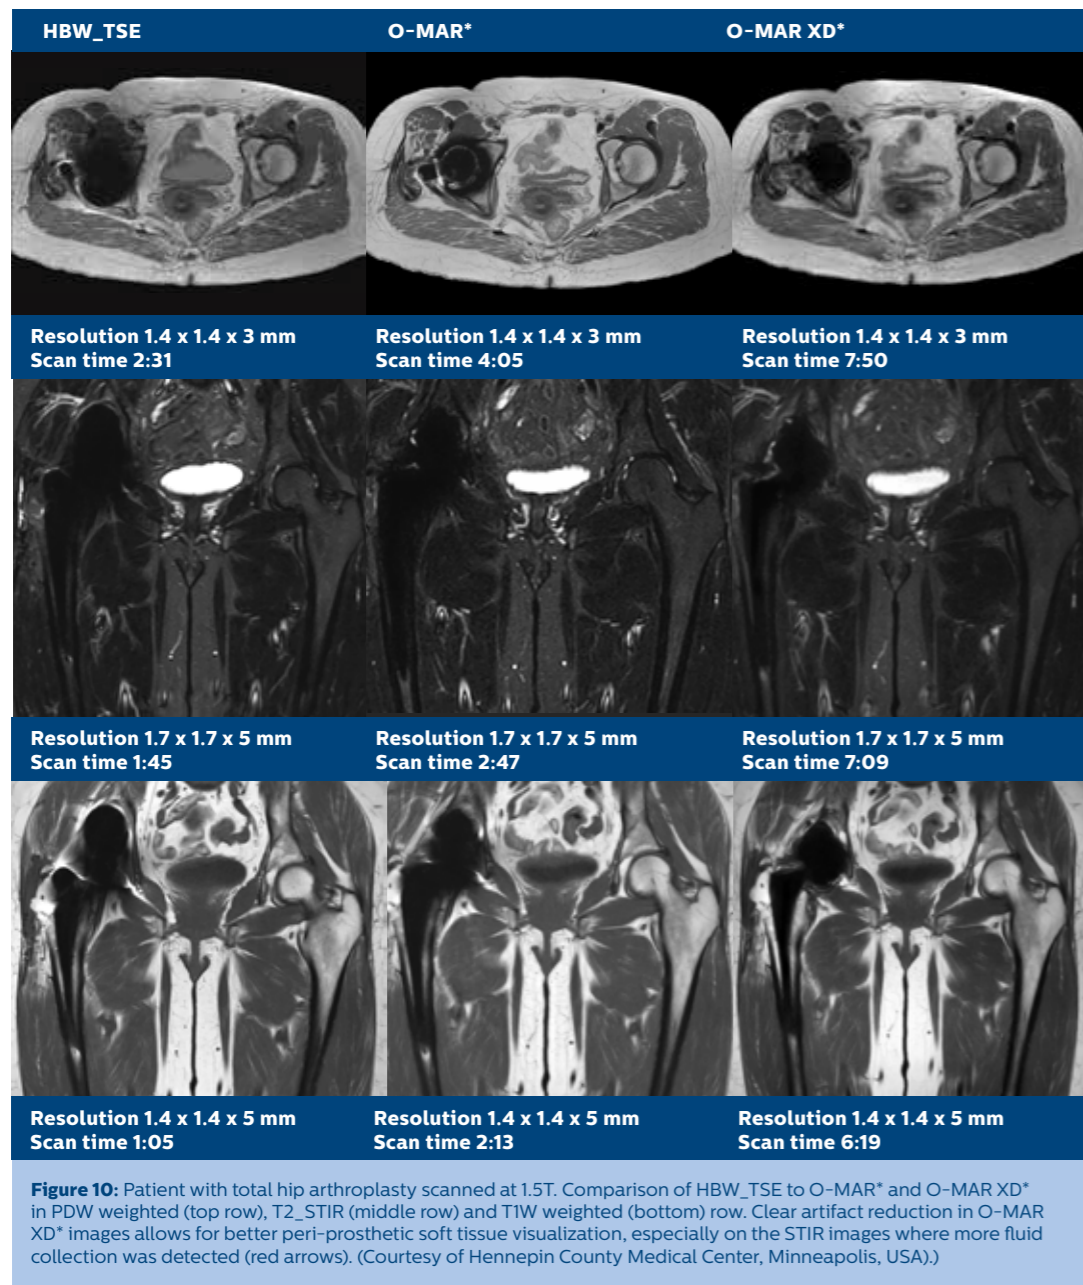 HBW_TSE
O-MAR*
O-MAR XD*
Resolution 1.4 x 1.4 x 3 mm
Scan time 2:31
Resolution 1.4 x 1.4 x 3 mm
Scan time 4:05
Resolution 1.4 x 1.4 x 3 mm
Scan time 7:50
Resolution 1.7 x 1.7 x 5 mm
Scan time 1:45
Resolution 1.7 x 1.7 x 5 mm
Scan time 2:47
Resolution 1.7 x 1.7 x 5 mm
Scan time 7:09
Resolution 1.4 x 1.4 x 5 mm
Scan time 1:05
Resolution 1.4 x 1.4 x 5 mm
Scan time 2:13
Resolution 1.4 x 1.4 x 5 mm
Scan time 6:19
Figure 10: Patient with total hip arthroplasty scanned at 1.5T. Comparison of HBW_TSE to O-MAR* and O-MAR XD*
in PDW weighted (top row), T2_STIR (middle row) and T1W weighted (bottom) row. Clear artifact reduction in O-MAR
XD* images allows for better peri-prosthetic soft tissue visualization, especially on the STIR images where more fluid
collection was detected (red arrows). (Courtesy of Hennepin County Medical Center, Minneapolis, USA).)